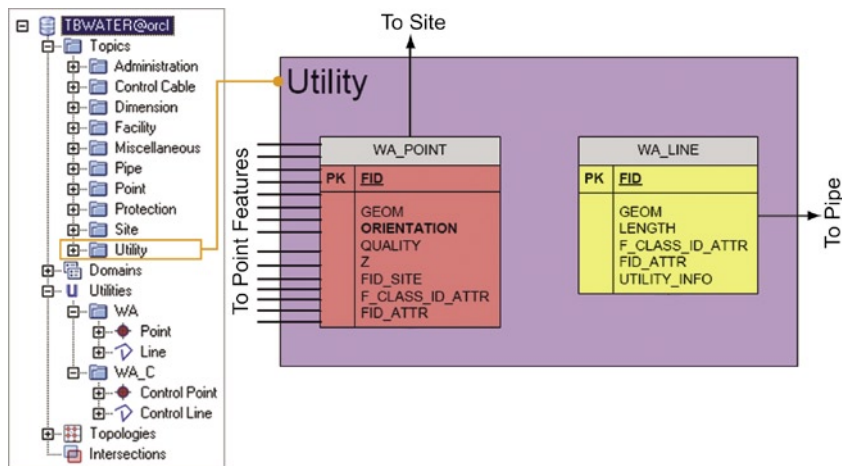 TBWATER@orcl
Topics
Administration
Control Cable
Dimension
Facility
Miscellaneous
Pipe
Point
Protection
Site
Utility
Domains
Utilities
WA
Point
Line
WA_C
Control Point
Control Line
Topologies
Intersections
To Site
Utility
To Point Features
WA_POINT
PK FID
GEOM
ORIENTATION
QUALITY
Z
FID_SITE
F_CLASS_ID_ATTR
FID_ATTR
WA_LINE
PK FID
GEOM
LENGTH
F_CLASS_ID_ATTR
FID_ATTR
UTILITY_INFO
To Pipe